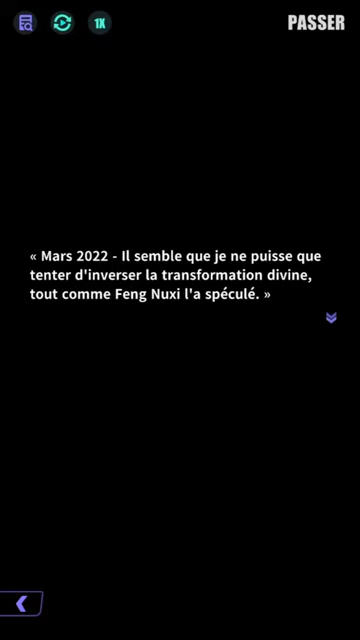 1X
PASSER
« Mars 2022 - Il semble que je ne puisse que
tenter d'inverser la transformation divine,
tout comme Feng Nuxi l'a spéculé. »